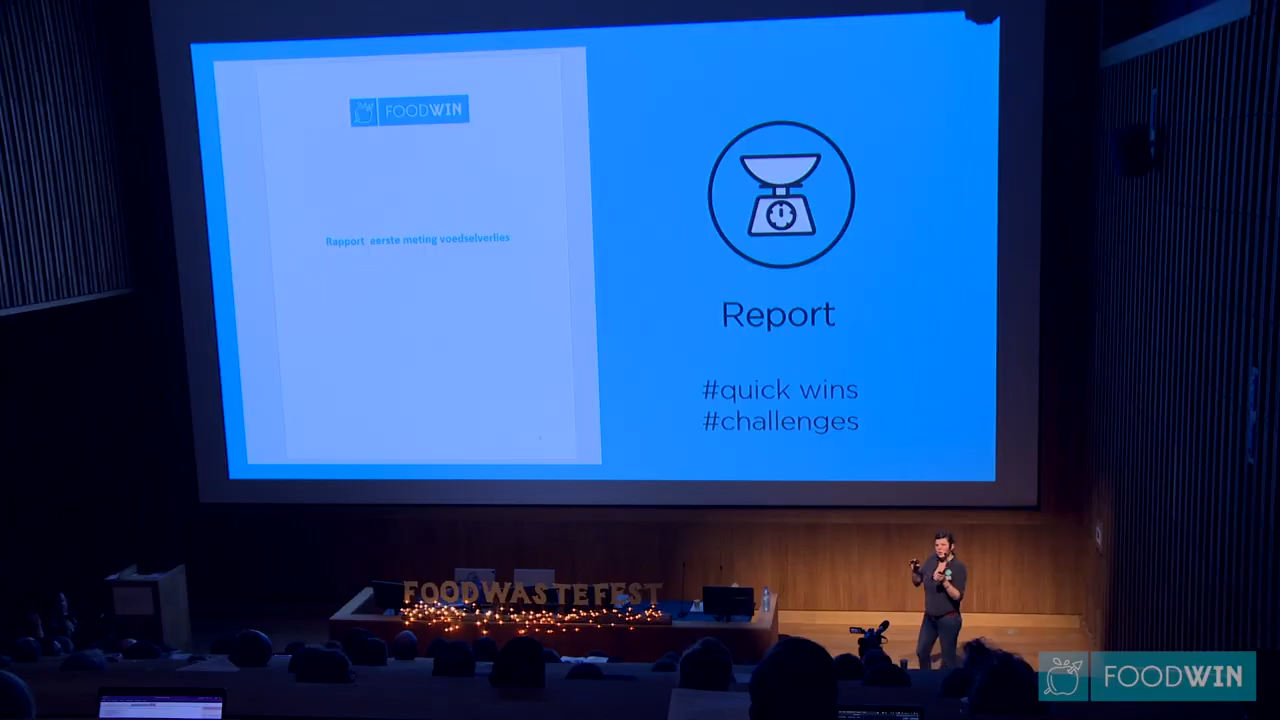 FOODWIN
Rapport eerste meting voedselverlies
Report
#quick wins
#challenges
FOODWASTEFEST
FOODWIN